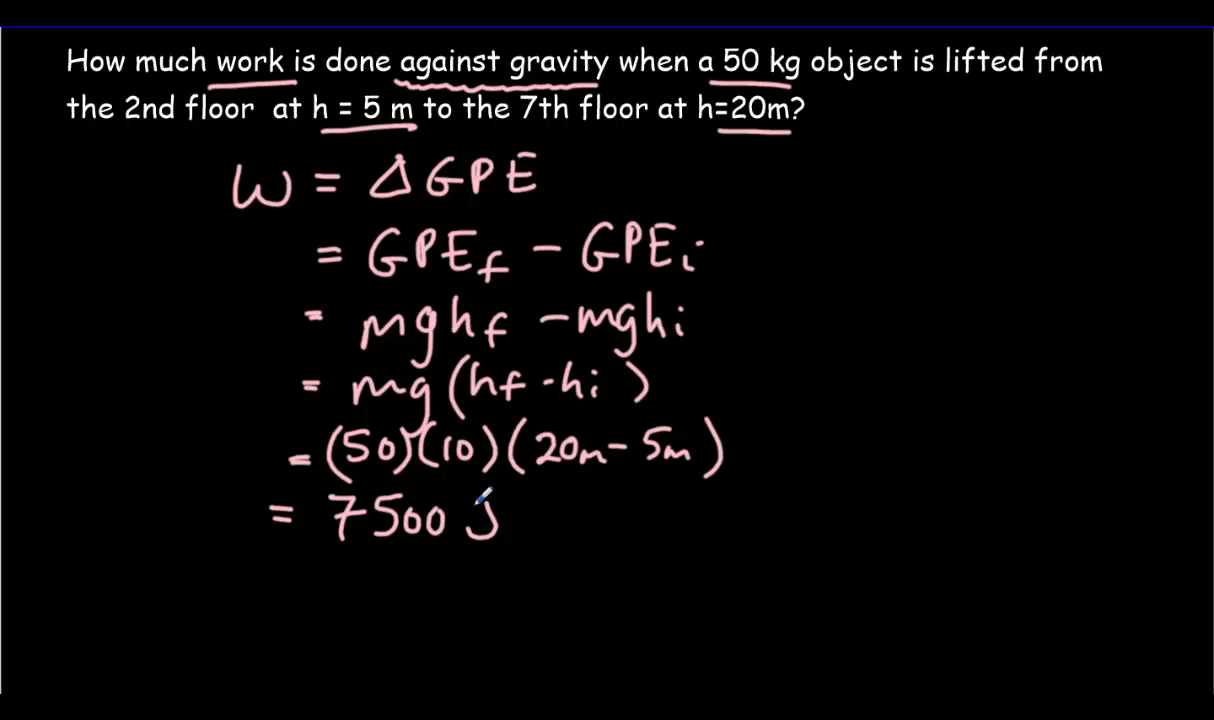 How much work is done against gravity when a 50 kg object is lifted from
the 2nd floor at h = 5 m to the 7th floor at h=20m?
W = Δ GPE
= GPEf - GPEi
= mghf - mghi
= mg (hf - hi)
= (50)(10)(20m - 5m)
= 7500 J